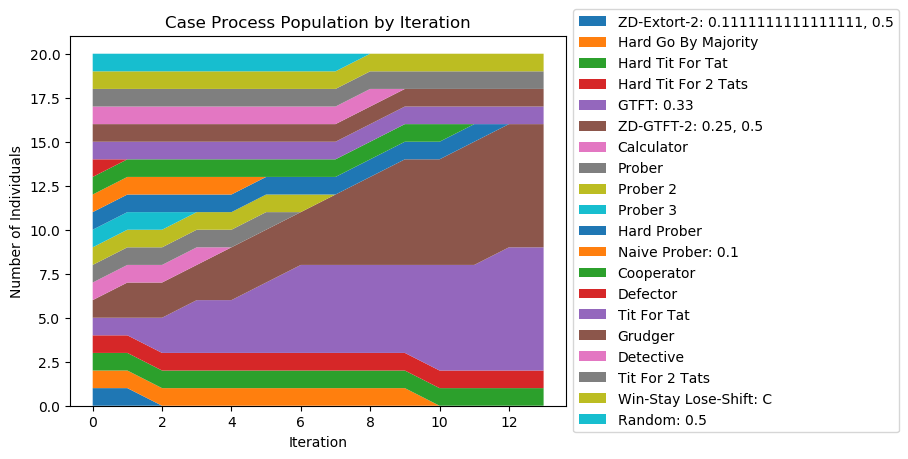 Case Process Population by Iteration
20.0
17.5
15.0
12.5
10.0
7.5
5.0
2.5
0.0
Number of Individuals
0 2 4 6 8 10 12
Iteration
ZD-Extort-2: 0.1111111111111111, 0.5
Hard Go By Majority
Hard Tit For Tat
Hard Tit For 2 Tats
GTFT: 0.33
ZD-GTFT-2: 0.25, 0.5
Calculator
Prober
Prober 2
Prober 3
Hard Prober
Naive Prober: 0.1
Cooperator
Defector
Tit For Tat
Grudger
Detective
Tit For 2 Tats
Win-Stay Lose-Shift: C
Random: 0.5